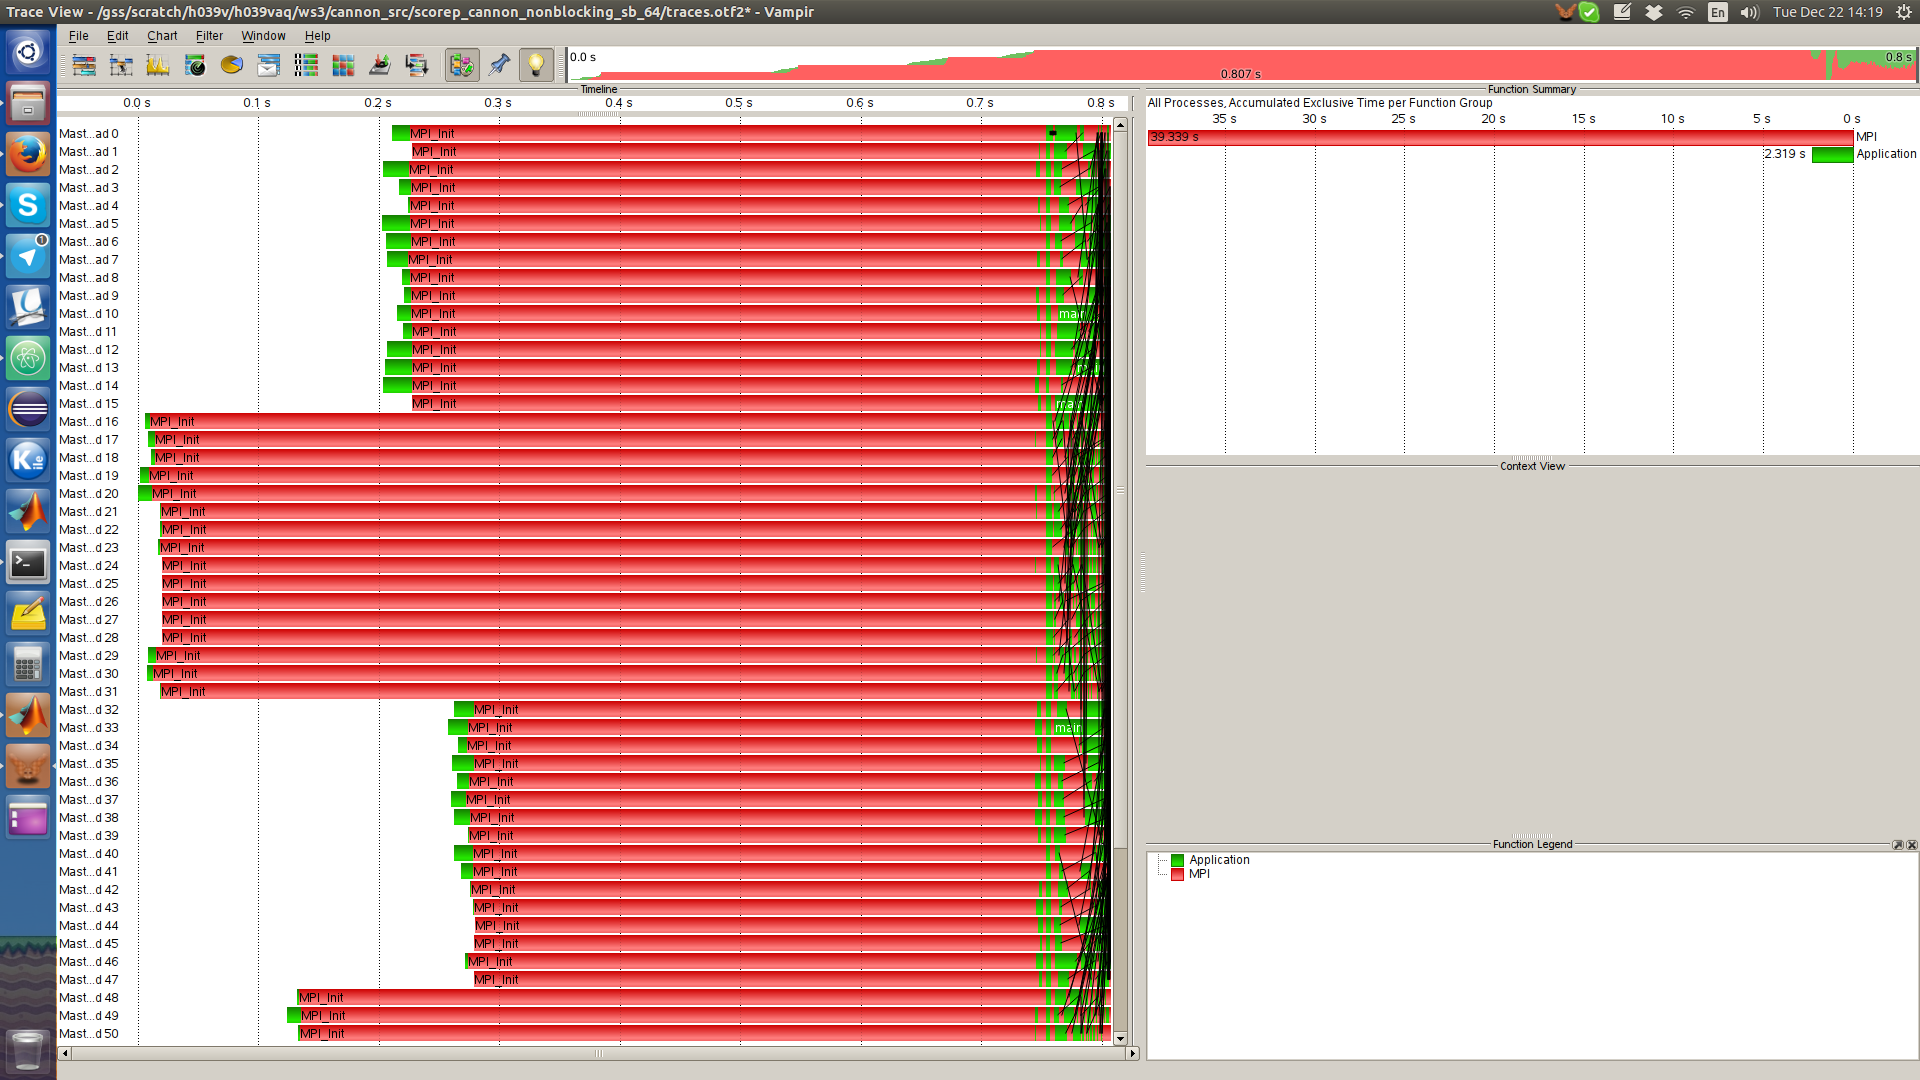 Trace View - /gss/scratch/h039v/h039vaq/ws3/cannon_src/scorep_cannon_nonblocking_sb_64/traces.otf2* - Vampir
En
Tue Dec 22 14:19
File Edit Chart Filter Window Help
0.0 s
0.807 s
0.8 s
1
Timeline
0.0 s 0.1 s 0.2 s 0.3 s 0.4 s 0.5 s 0.6 s 0.7 s 0.8 s
Mast...ad 0 MPI_Init
Mast...ad 1 MPI_Init
Mast...ad 2 MPI_Init
Mast...ad 3 MPI_Init
Mast...ad 4 MPI_Init
Mast...ad 5 MPI_Init
Mast...ad 6 MPI_Init
Mast...ad 7 MPI_Init
Mast...ad 8 MPI_Init
Mast...ad 9 MPI_Init
Mast...d 10 MPI_Init main
Mast...d 11 MPI_Init
Mast...d 12 MPI_Init
Mast...d 13 MPI_Init
Mast...d 14 MPI_Init
Mast...d 15 MPI_Init main
Mast...d 16 MPI_Init
Mast...d 17 MPI_Init
Mast...d 18 MPI_Init
Mast...d 19 MPI_Init
Mast...d 20 MPI_Init
Mast...d 21 MPI_Init
Mast...d 22 MPI_Init
Mast...d 23 MPI_Init
Mast...d 24 MPI_Init
Mast...d 25 MPI_Init
Mast...d 26 MPI_Init
Mast...d 27 MPI_Init
Mast...d 28 MPI_Init
Mast...d 29 MPI_Init
Mast...d 30 MPI_Init
Mast...d 31 MPI_Init
Mast...d 32 MPI_Init
Mast...d 33 MPI_Init main
Mast...d 34 MPI_Init
Mast...d 35 MPI_Init
Mast...d 36 MPI_Init
Mast...d 37 MPI_Init
Mast...d 38 MPI_Init
Mast...d 39 MPI_Init
Mast...d 40 MPI_Init
Mast...d 41 MPI_Init
Mast...d 42 MPI_Init
Mast...d 43 MPI_Init
Mast...d 44 MPI_Init
Mast...d 45 MPI_Init
Mast...d 46 MPI_Init
Mast...d 47 MPI_Init
Mast...d 48 MPI_Init
Mast...d 49 MPI_Init
Mast...d 50 MPI_Init
Function Summary
All Processes, Accumulated Exclusive Time per Function Group
35 s 30 s 25 s 20 s 15 s 10 s 5 s 0 s
39.339 s MPI
2.319 s Application
Context View
Function Legend
Application
MPI